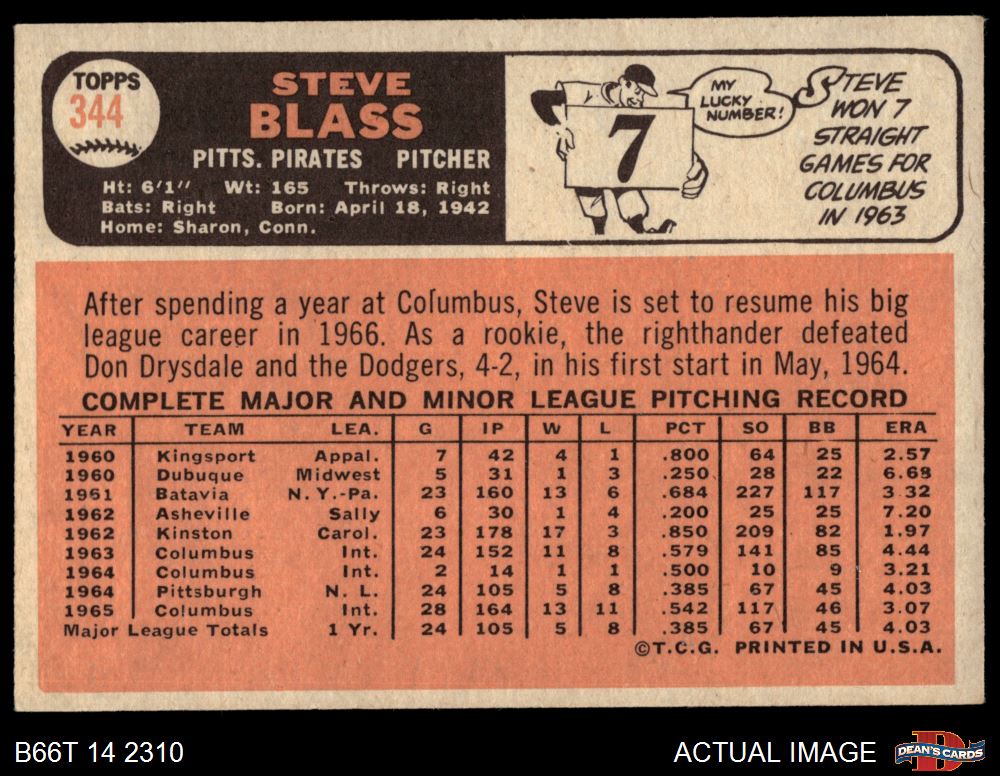 TOPPS
344
STEVE
BLASS
PITTS. PIRATES PITCHER
Ht: 6'1" Wt: 165 Throws: Right
Bats: Right Born: April 18, 1942
Home: Sharon, Conn.
7
MY
LUCKY
NUMBER!
STEVE
WON 7
STRAIGHT
GAMES FOR
COLUMBUS
IN 1963
After spending a year at Columbus, Steve is set to resume his big
league career in 1966. As a rookie, the righthander defeated
Don Drysdale and the Dodgers, 4-2, in his first start in May, 1964.
COMPLETE MAJOR AND MINOR LEAGUE PITCHING RECORD
YEAR TEAM LEA. G IP W L PCT SO BB ERA
1960 Kingsport Appal. 7 42 4 1 .800 64 25 2.57
1960 Dubuque Midwest 5 31 1 3 .250 28 22 6.68
1961 Batavia N.Y.-Pa. 23 160 13 6 .684 227 117 3.32
1962 Asheville Sally 6 30 1 4 .200 25 25 7.20
1962 Kinston Carol. 23 178 17 3 .850 209 82 1.97
1963 Columbus Int. 24 152 11 8 .579 141 85 4.44
1964 Columbus Int. 2 14 1 1 .500 10 9 3.21
1964 Pittsburgh N. L. 24 105 5 8 .385 67 45 4.03
1965 Columbus Int. 28 164 13 11 .542 117 46 3.07
Major League Totals 1 Yr. 24 105 5 8 .385 67 45 4.03
©T.C.G. PRINTED IN U.S.A.
B66T 14 2310
ACTUAL IMAGE
DEAN'S CARDS